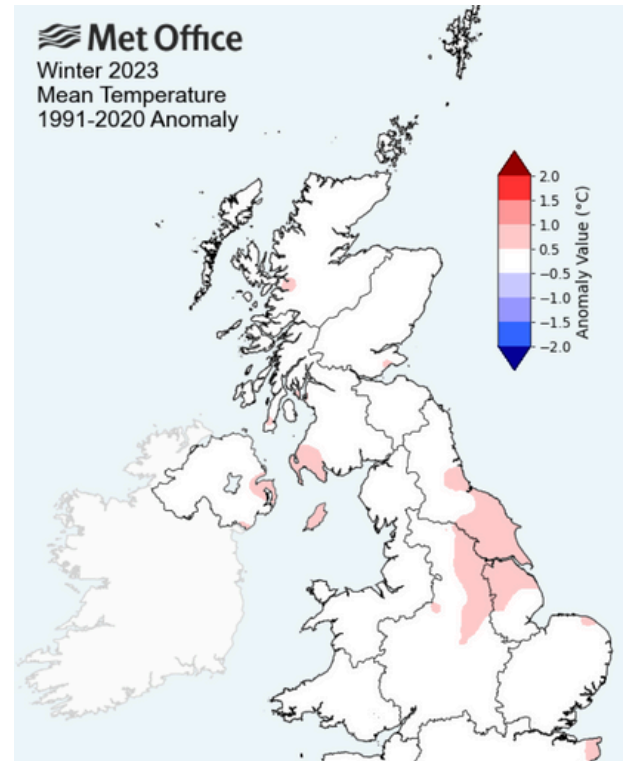 Met Office
Winter 2023
Mean Temperature
1991-2020 Anomaly
2.0
1.5
1.0
0.5
−0.5
−1.0
−1.5
−2.0
Anomaly Value (°C)